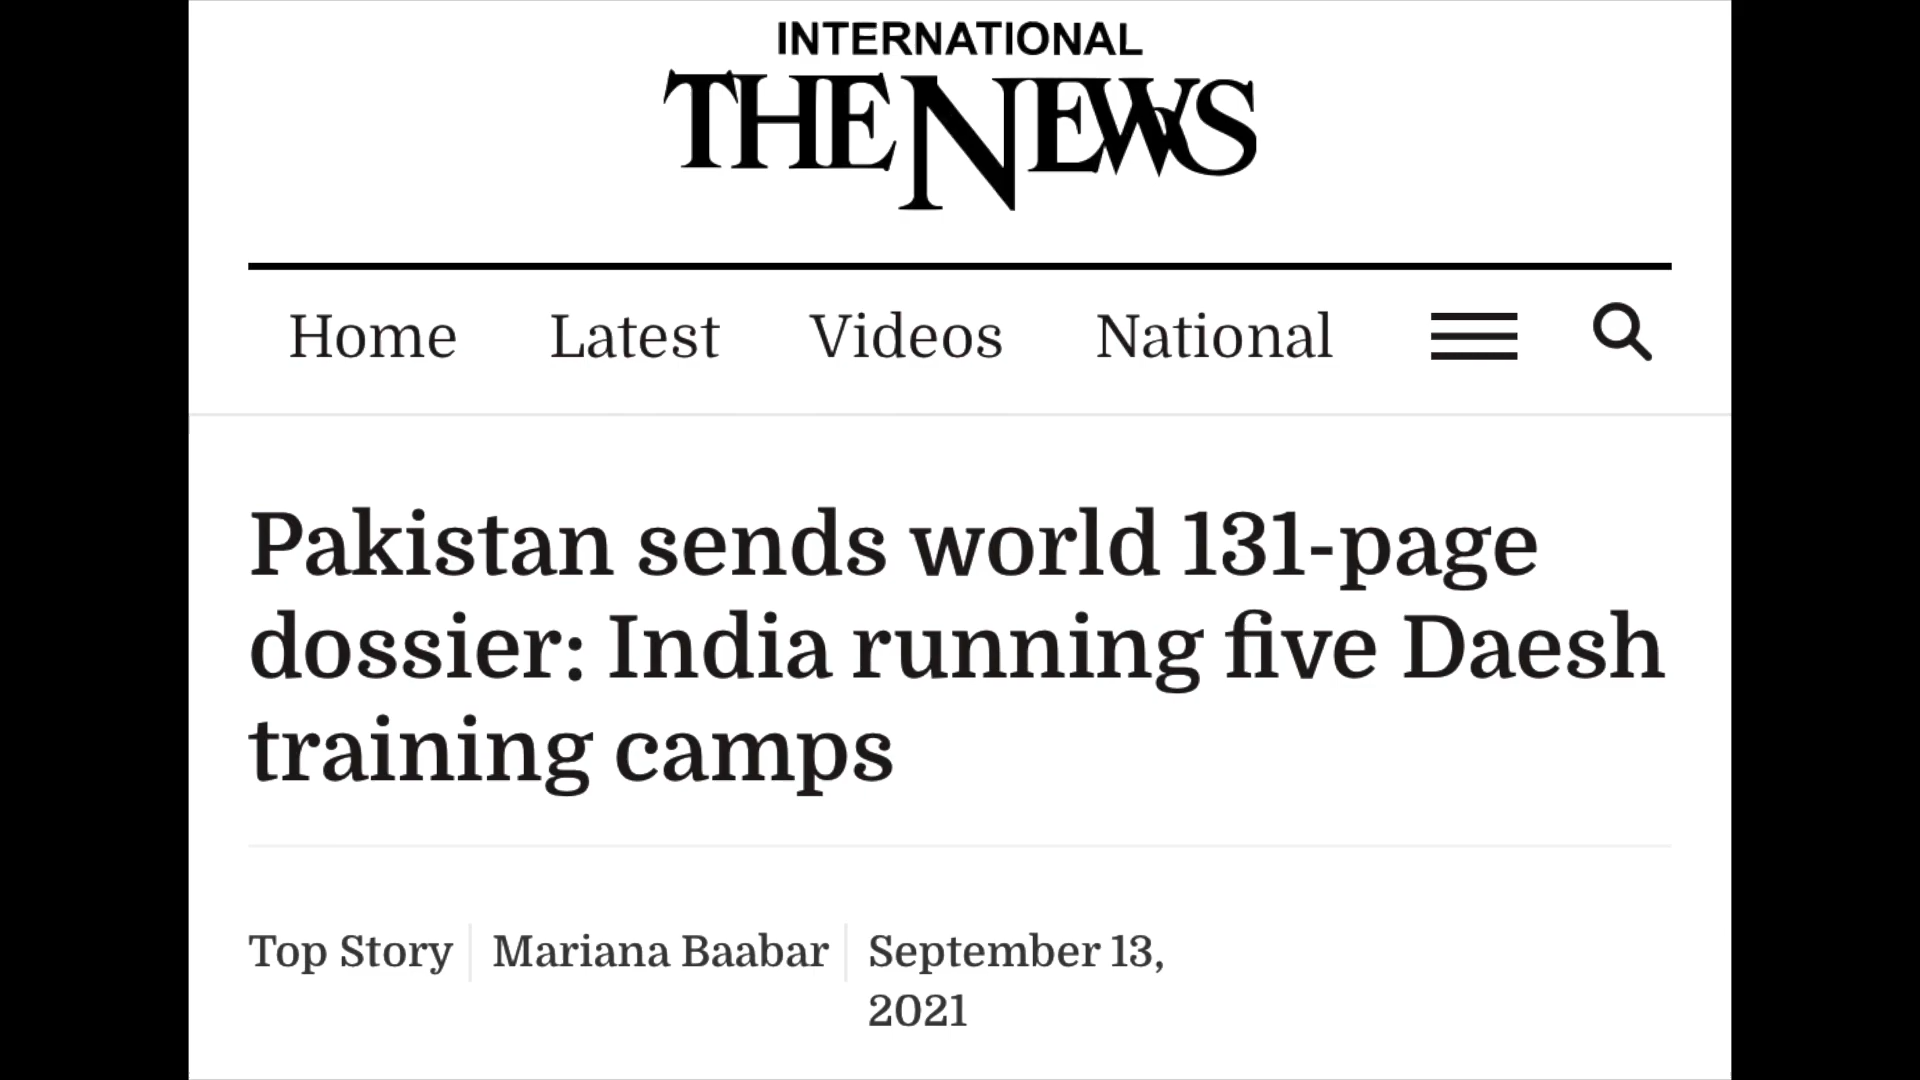 INTERNATIONAL
THE NEWS
Home Latest Videos National
Pakistan sends world 131-page
dossier: India running five Daesh
training camps
Top Story Mariana Baabar September 13,
2021